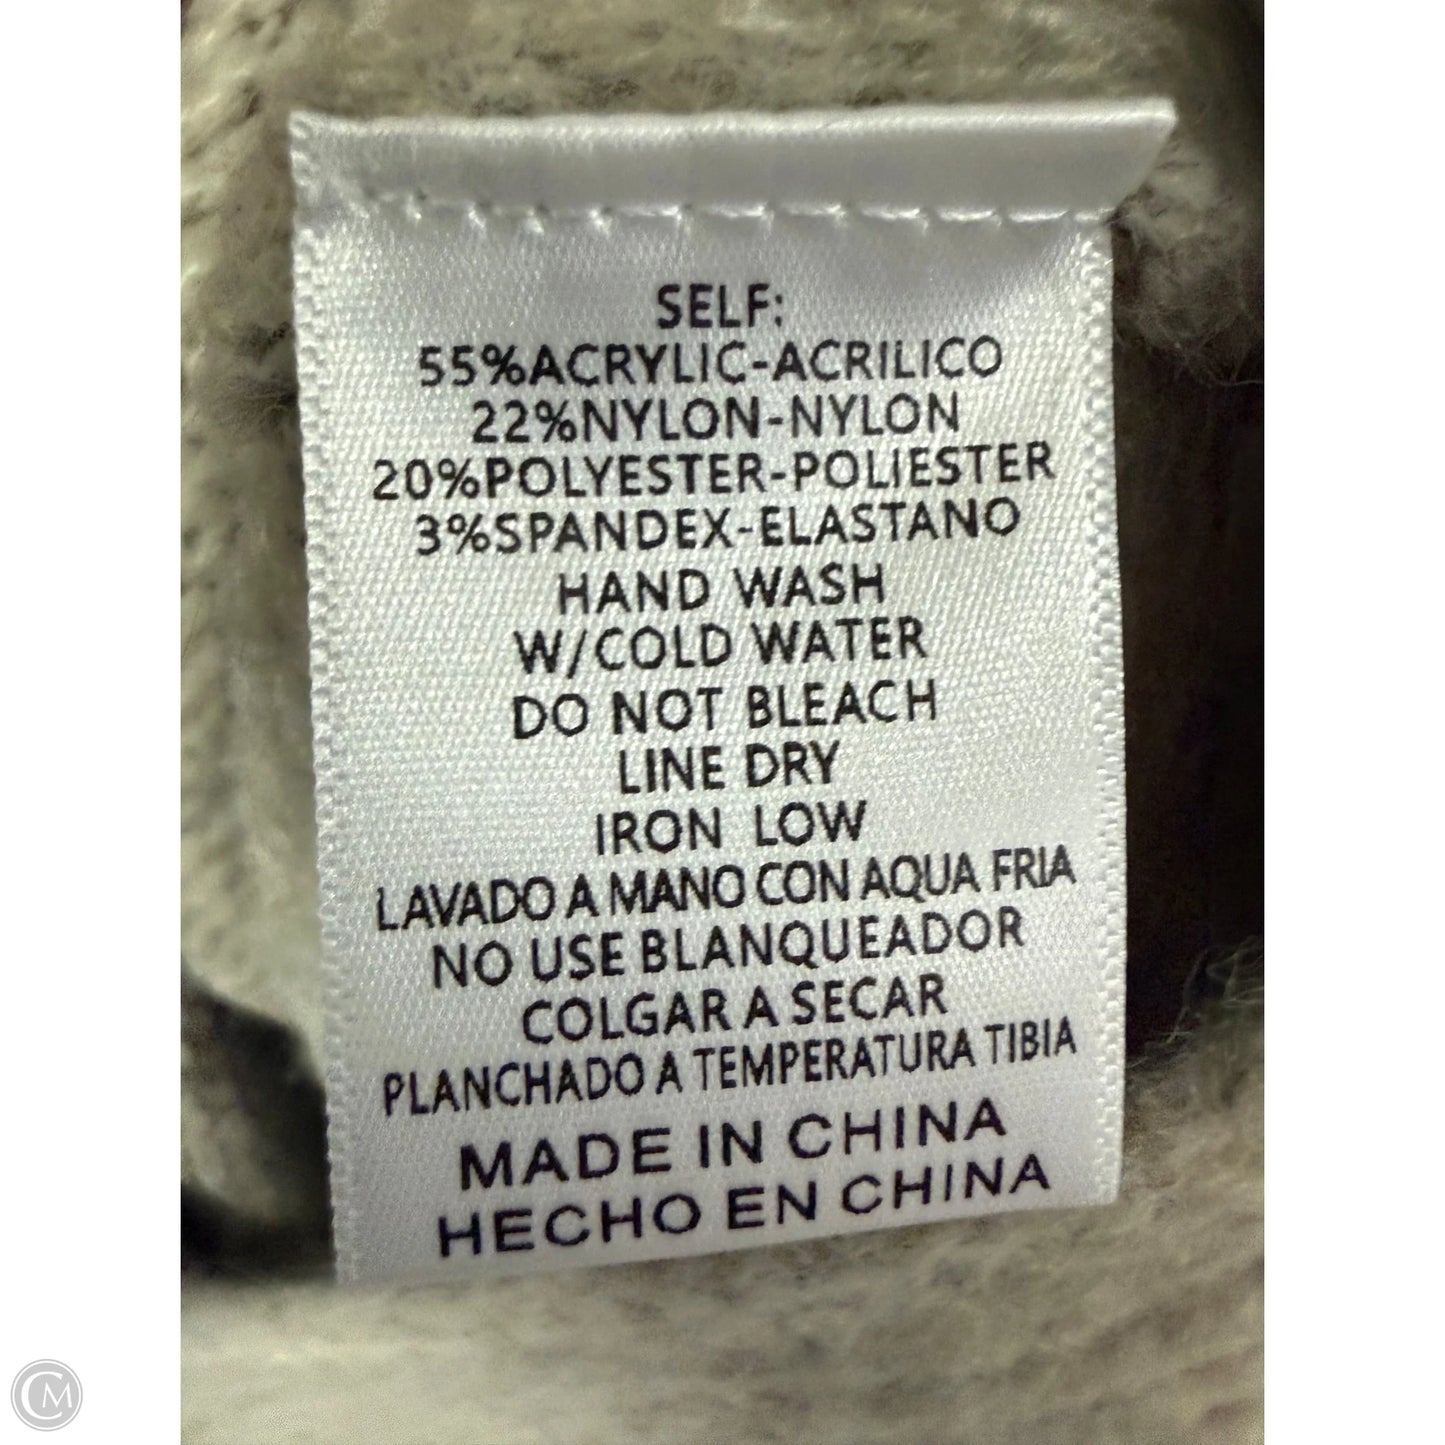 SELF:
55%ACRYLIC-ACRILICO
22%NYLON-NYLON
20%POLYESTER-POLIESTER
3%SPANDEX-ELASTANO
HAND WASH
W/COLD WATER
DO NOT BLEACH
LINE DRY
IRON LOW
LAVADO A MANO CON AQUA FRIA
NO USE BLANQUEADOR
COLGAR A SECAR
PLANCHADO A TEMPERATURA TIBIA
MADE IN CHINA
HECHO EN CHINA
CM